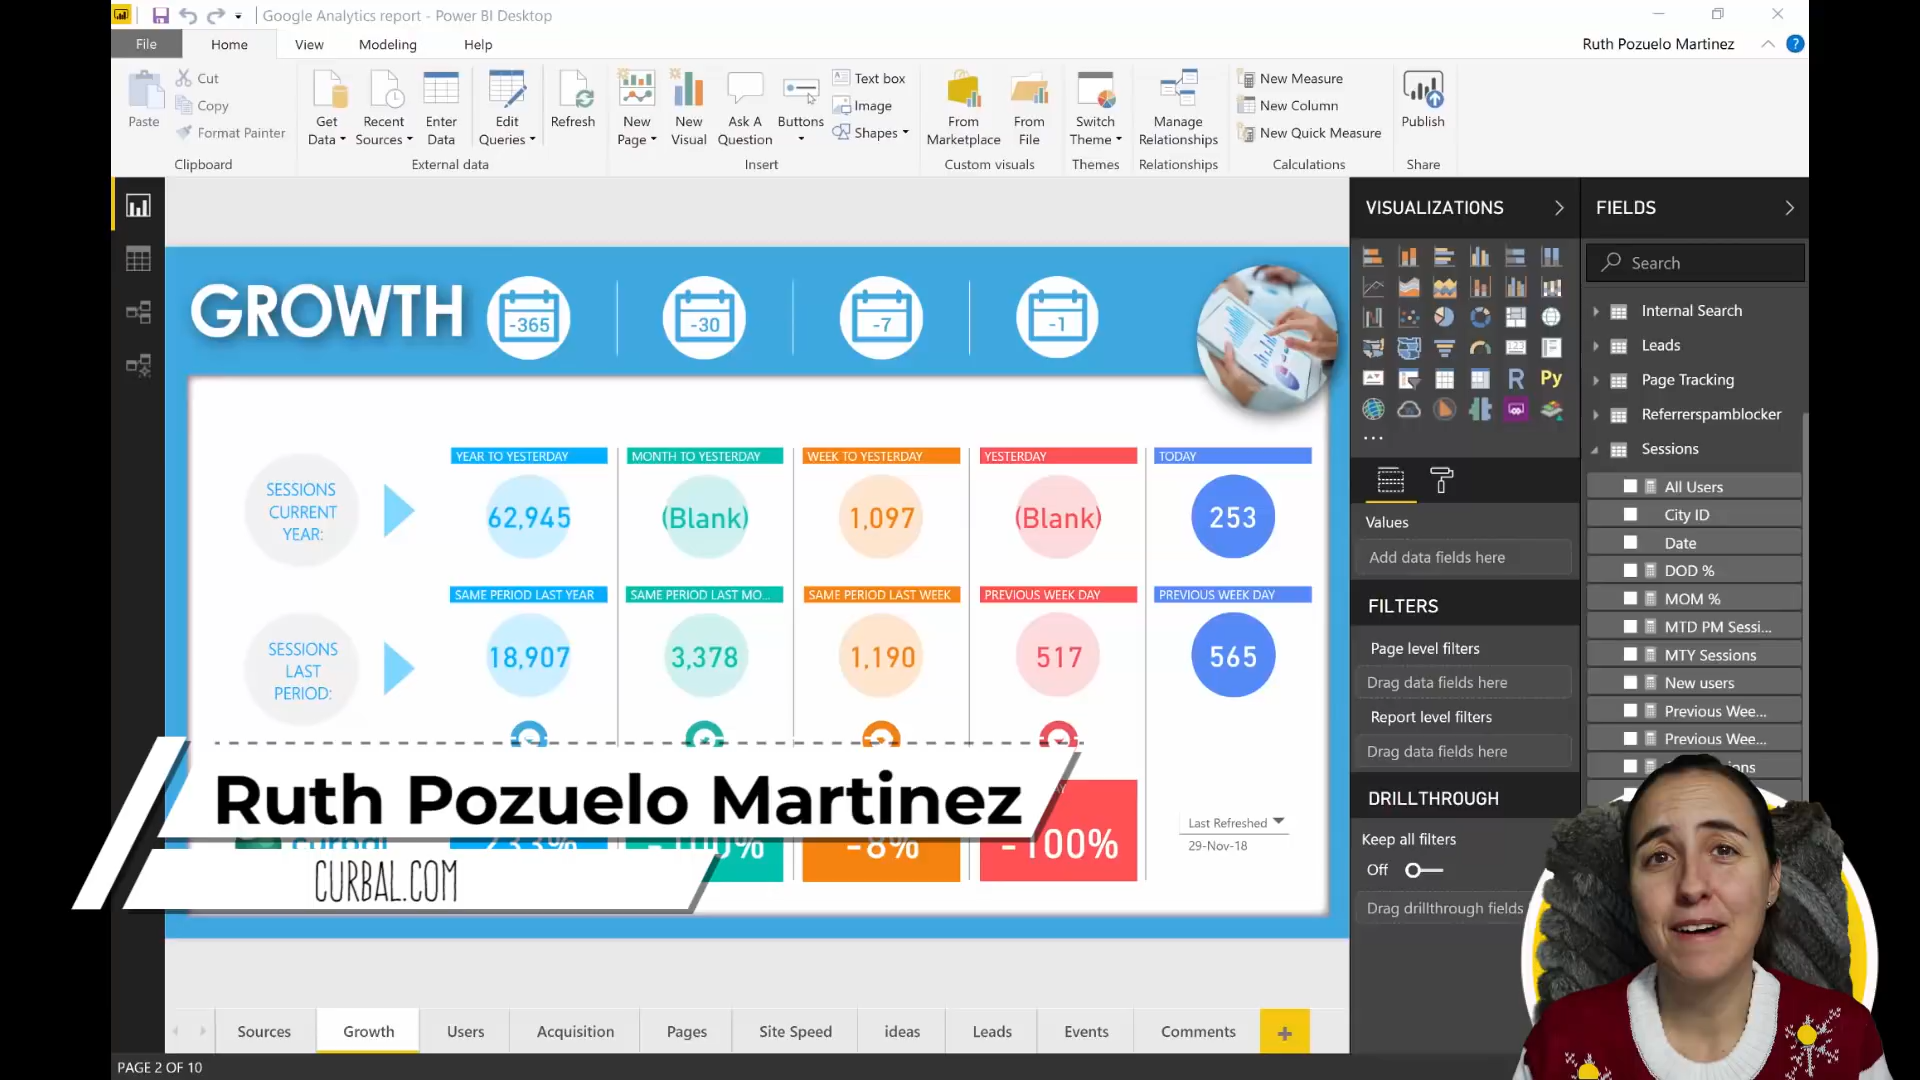 Google Analytics report - Power BI Desktop
File Home View Modeling Help
Ruth Pozuelo Martinez
Paste
Cut
Copy
Format Painter
Clipboard
Get Data
Recent Sources
Enter Data
Edit Queries
Refresh
External data
New Page
New Visual
Ask A Question
Buttons
Text box
Image
Shapes
Insert
From Marketplace
From File
Custom visuals
Switch Theme
Themes
Manage Relationships
Relationships
New Measure
New Column
New Quick Measure
Calculations
Publish
Share
GROWTH
-365
-30
-7
-1
SESSIONS
CURRENT
YEAR:
YEAR TO YESTERDAY
MONTH TO YESTERDAY
WEEK TO YESTERDAY
YESTERDAY
TODAY
62,945
(Blank)
1,097
(Blank)
253
SESSIONS
LAST
PERIOD:
SAME PERIOD LAST YEAR
SAME PERIOD LAST MO...
SAME PERIOD LAST WEEK
PREVIOUS WEEK DAY
PREVIOUS WEEK DAY
18,907
3,378
1,190
517
565
Ruth Pozuelo Martinez
CURBAL.COM
curbal
233%
-100%
-8%
-100%
Last Refreshed
29-Nov-18
VISUALIZATIONS
R
Py
Values
Add data fields here
FILTERS
Page level filters
Drag data fields here
Report level filters
Drag data fields here
DRILLTHROUGH
Keep all filters
Off
Drag drillthrough fields
FIELDS
Search
Internal Search
Leads
Page Tracking
Referrerspamblocker
Sessions
All Users
City ID
Date
DOD %
MOM %
MTD PM Sessi...
MTY Sessions
New users
Previous Wee...
Previous Wee...
Sources Growth Users Acquisition Pages Site Speed ideas Leads Events Comments
PAGE 2 OF 10